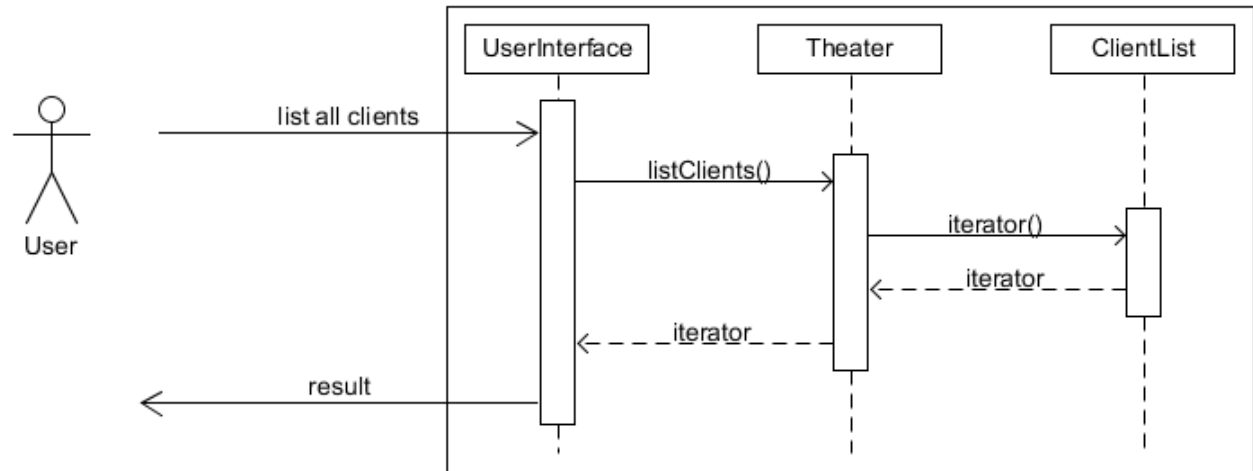 UserInterface
Theater
ClientList
list all clients
listClients()
iterator()
User
iterator
iterator
result